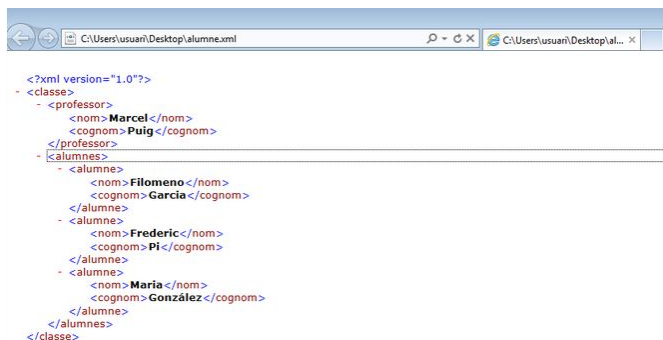 C:\Users\usuari\Desktop\alumne.xml
C:\Users\usuari\Desktop\al...
<?xml version="1.0"?>
- <classe>
- <professor>
<nom>Marcel</nom>
<cognom>Puig</cognom>
</professor>
- <alumnes>
- <alumne>
<nom>Filomeno</nom>
<cognom>Garcia</cognom>
</alumne>
- <alumne>
<nom>Frederic</nom>
<cognom>Pi</cognom>
</alumne>
- <alumne>
<nom>Maria</nom>
<cognom>González</cognom>
</alumne>
</alumnes>
</classe>